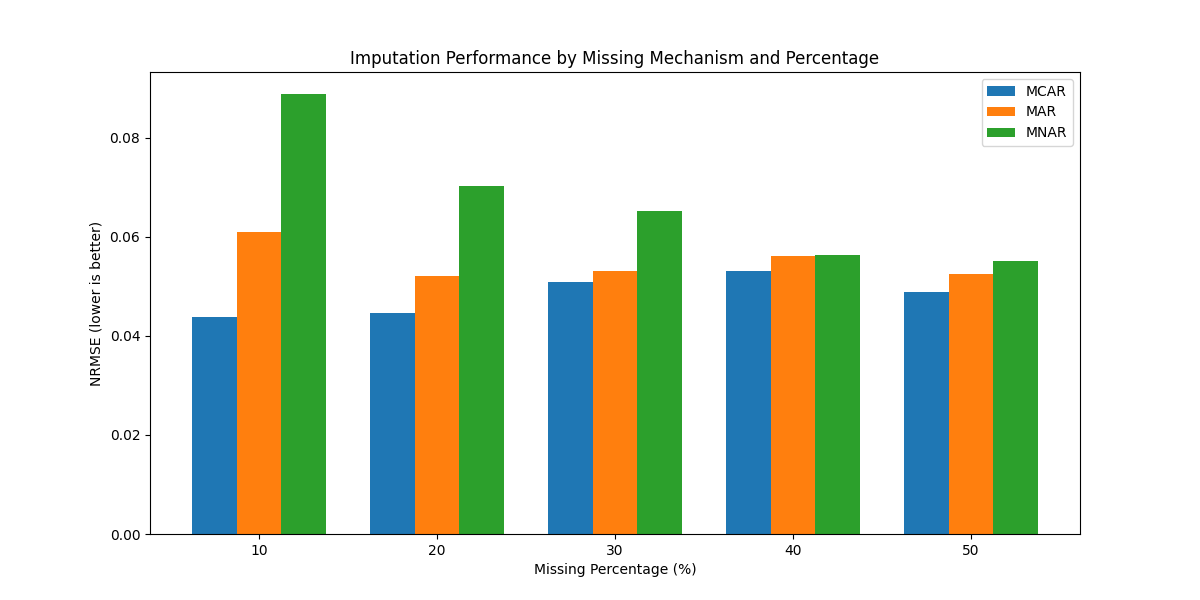 Imputation Performance by Missing Mechanism and Percentage
MCAR
MAR
MNAR
NRMSE (lower is better)
0.08
0.06
0.04
0.02
0.00
10 20 30 40 50
Missing Percentage (%)